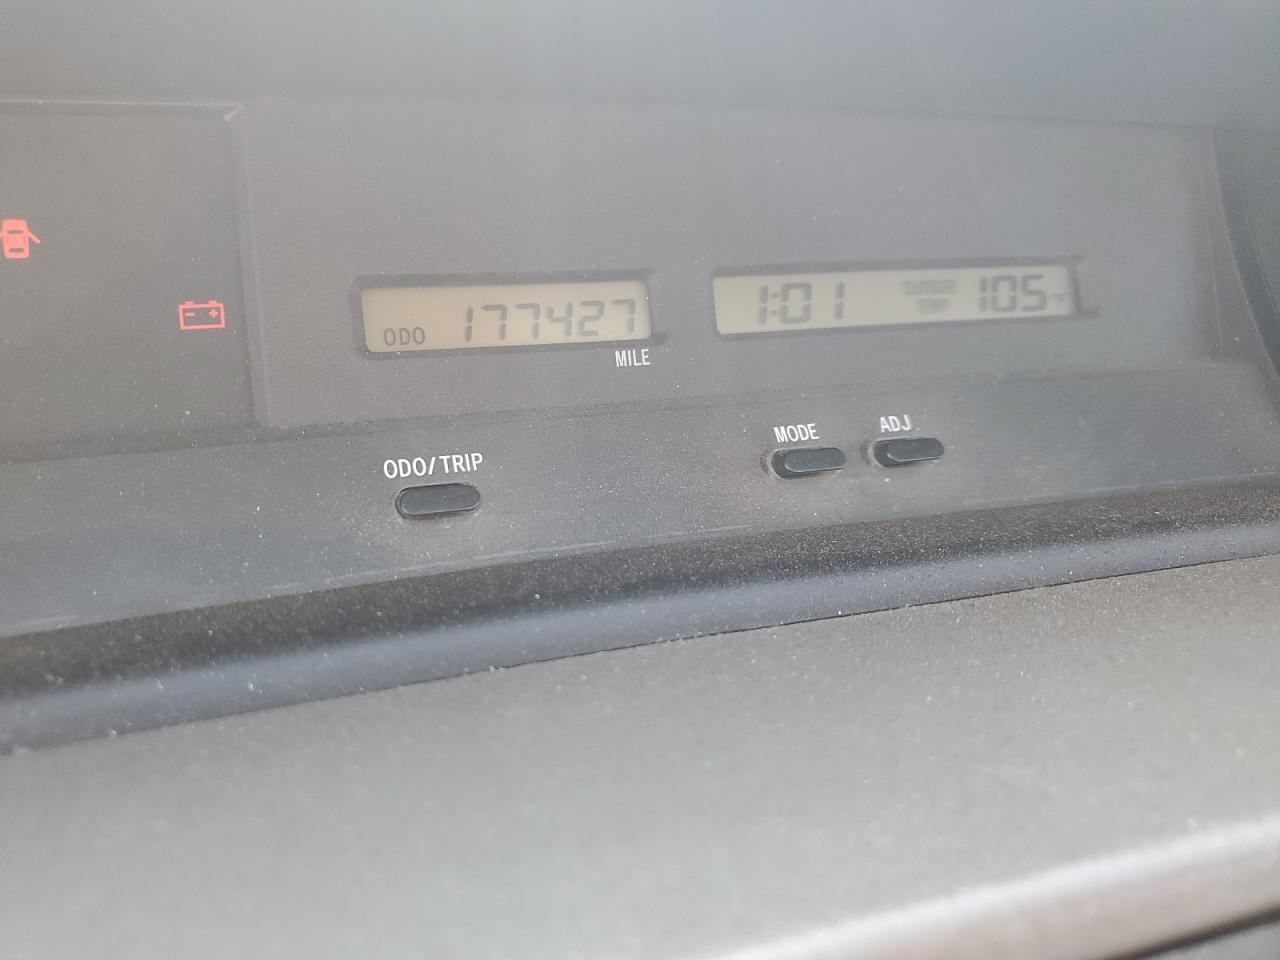 ODO 177427
MILE
1:01 OUTSIDE TEMP 105°F
ODO/TRIP
MODE
ADJ